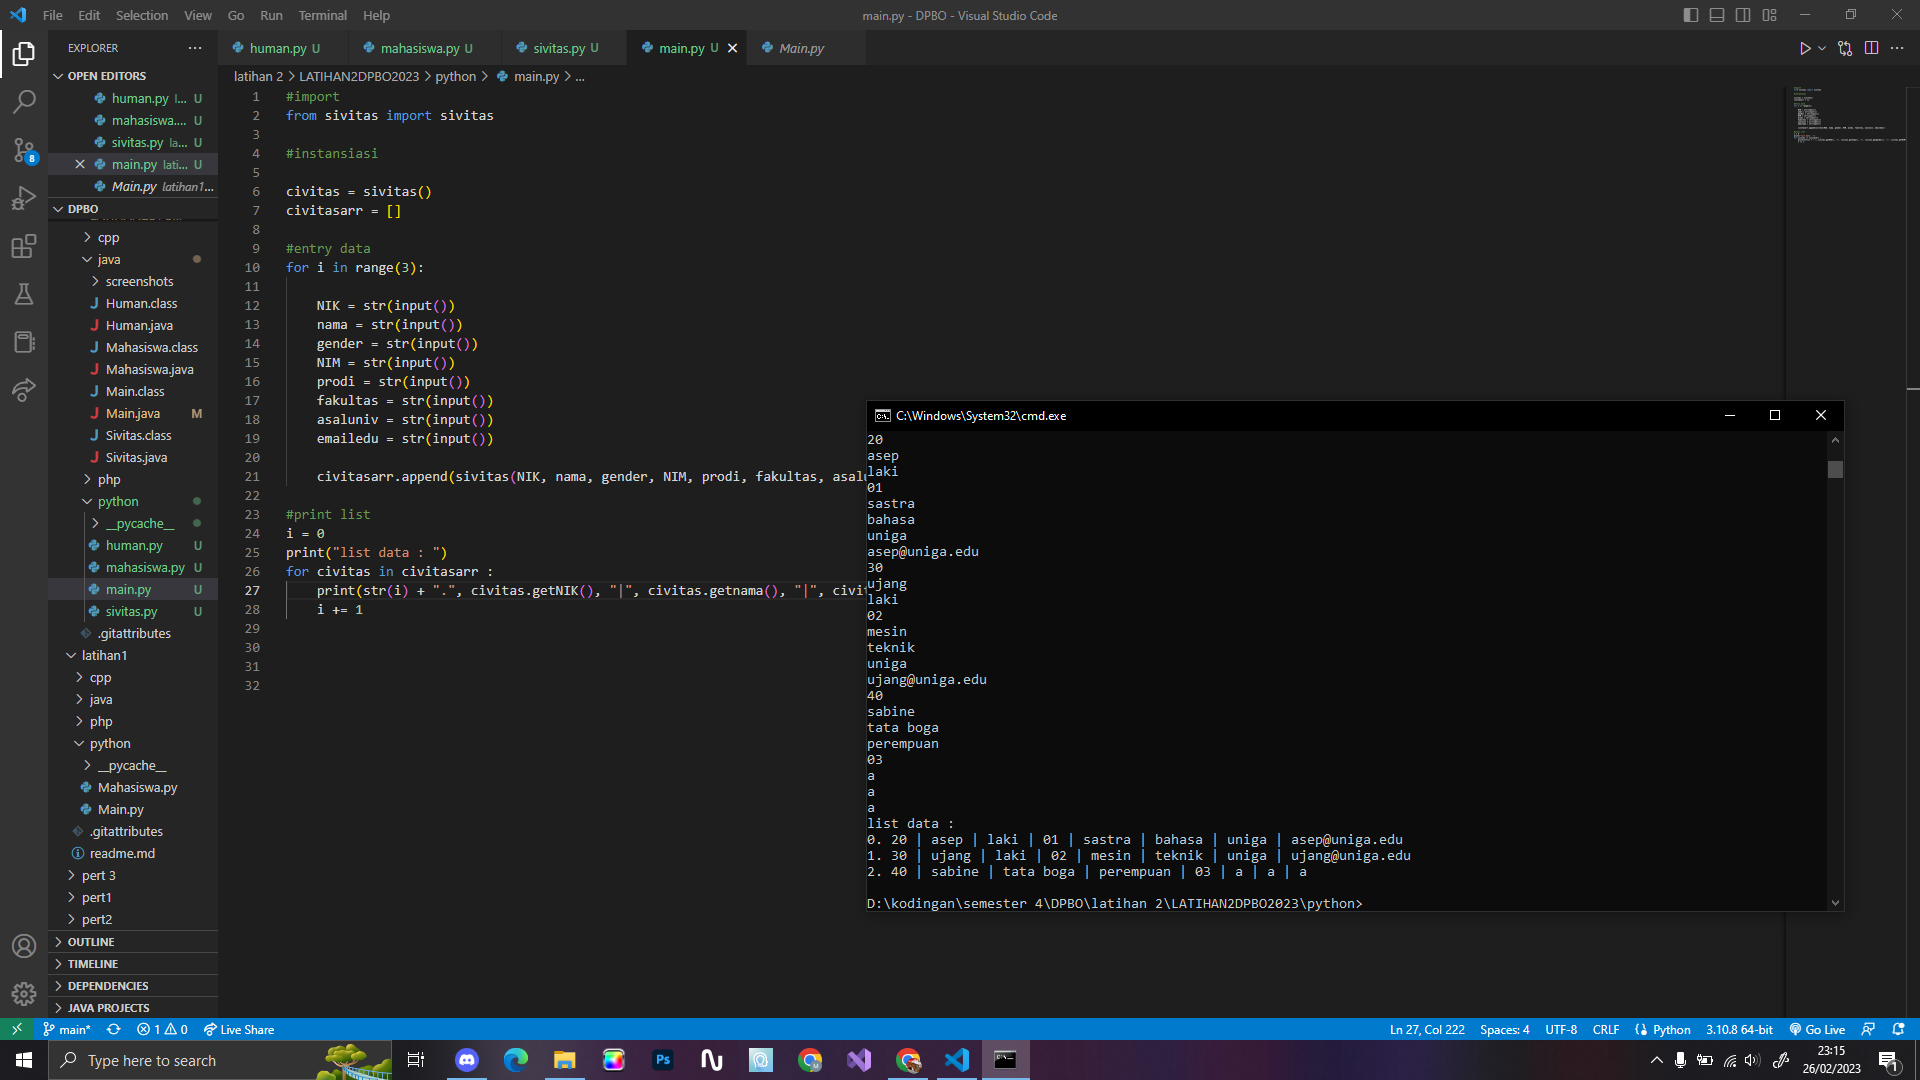 File Edit Selection View Go Run Terminal Help
main.py - DPBO - Visual Studio Code
EXPLORER
OPEN EDITORS
human.py l... U
mahasiswa.... U
sivitas.py la... U
main.py lati... U
Main.py latihan1...
DPBO
cpp
java
screenshots
Human.class
Human.java
Mahasiswa.class
Mahasiswa.java
Main.class
Main.java M
Sivitas.class
Sivitas.java
php
python
__pycache__
human.py U
mahasiswa.py U
main.py U
sivitas.py U
.gitattributes
latihan1
cpp
java
php
python
__pycache__
Mahasiswa.py
Main.py
.gitattributes
readme.md
pert 3
pert1
pert2
OUTLINE
TIMELINE
DEPENDENCIES
JAVA PROJECTS
human.py U
mahasiswa.py U
sivitas.py U
main.py U
Main.py
latihan 2 > LATIHAN2DPBO2023 > python > main.py > ...
1 #import
2 from sivitas import sivitas
3
4 #instansiasi
5
6 civitas = sivitas()
7 civitasarr = []
8
9 #entry data
10 for i in range(3):
11
12 NIK = str(input())
13 nama = str(input())
14 gender = str(input())
15 NIM = str(input())
16 prodi = str(input())
17 fakultas = str(input())
18 asaluniv = str(input())
19 emailedu = str(input())
20
21 civitasarr.append(sivitas(NIK, nama, gender, NIM, prodi, fakultas, asalu
22
23 #print list
24 i = 0
25 print("list data : ")
26 for civitas in civitasarr :
27 print(str(i) + ".", civitas.getNIK(), "|", civitas.getnama(), "|", civit
28 i += 1
29
30
31
32
C:\Windows\System32\cmd.exe
20
asep
laki
01
sastra
bahasa
uniga
asep@uniga.edu
30
ujang
laki
02
mesin
teknik
uniga
ujang@uniga.edu
40
sabine
tata boga
perempuan
03
a
a
a
list data :
0. 20 | asep | laki | 01 | sastra | bahasa | uniga | asep@uniga.edu
1. 30 | ujang | laki | 02 | mesin | teknik | uniga | ujang@uniga.edu
2. 40 | sabine | tata boga | perempuan | 03 | a | a | a
D:\kodingan\semester 4\DPBO\latihan 2\LATIHAN2DPBO2023\python>
8
main* 1 0 Live Share
Ln 27, Col 222 Spaces: 4 UTF-8 CRLF Python 3.10.8 64-bit Go Live
Type here to search
Ps
23:15
26/02/2023
1